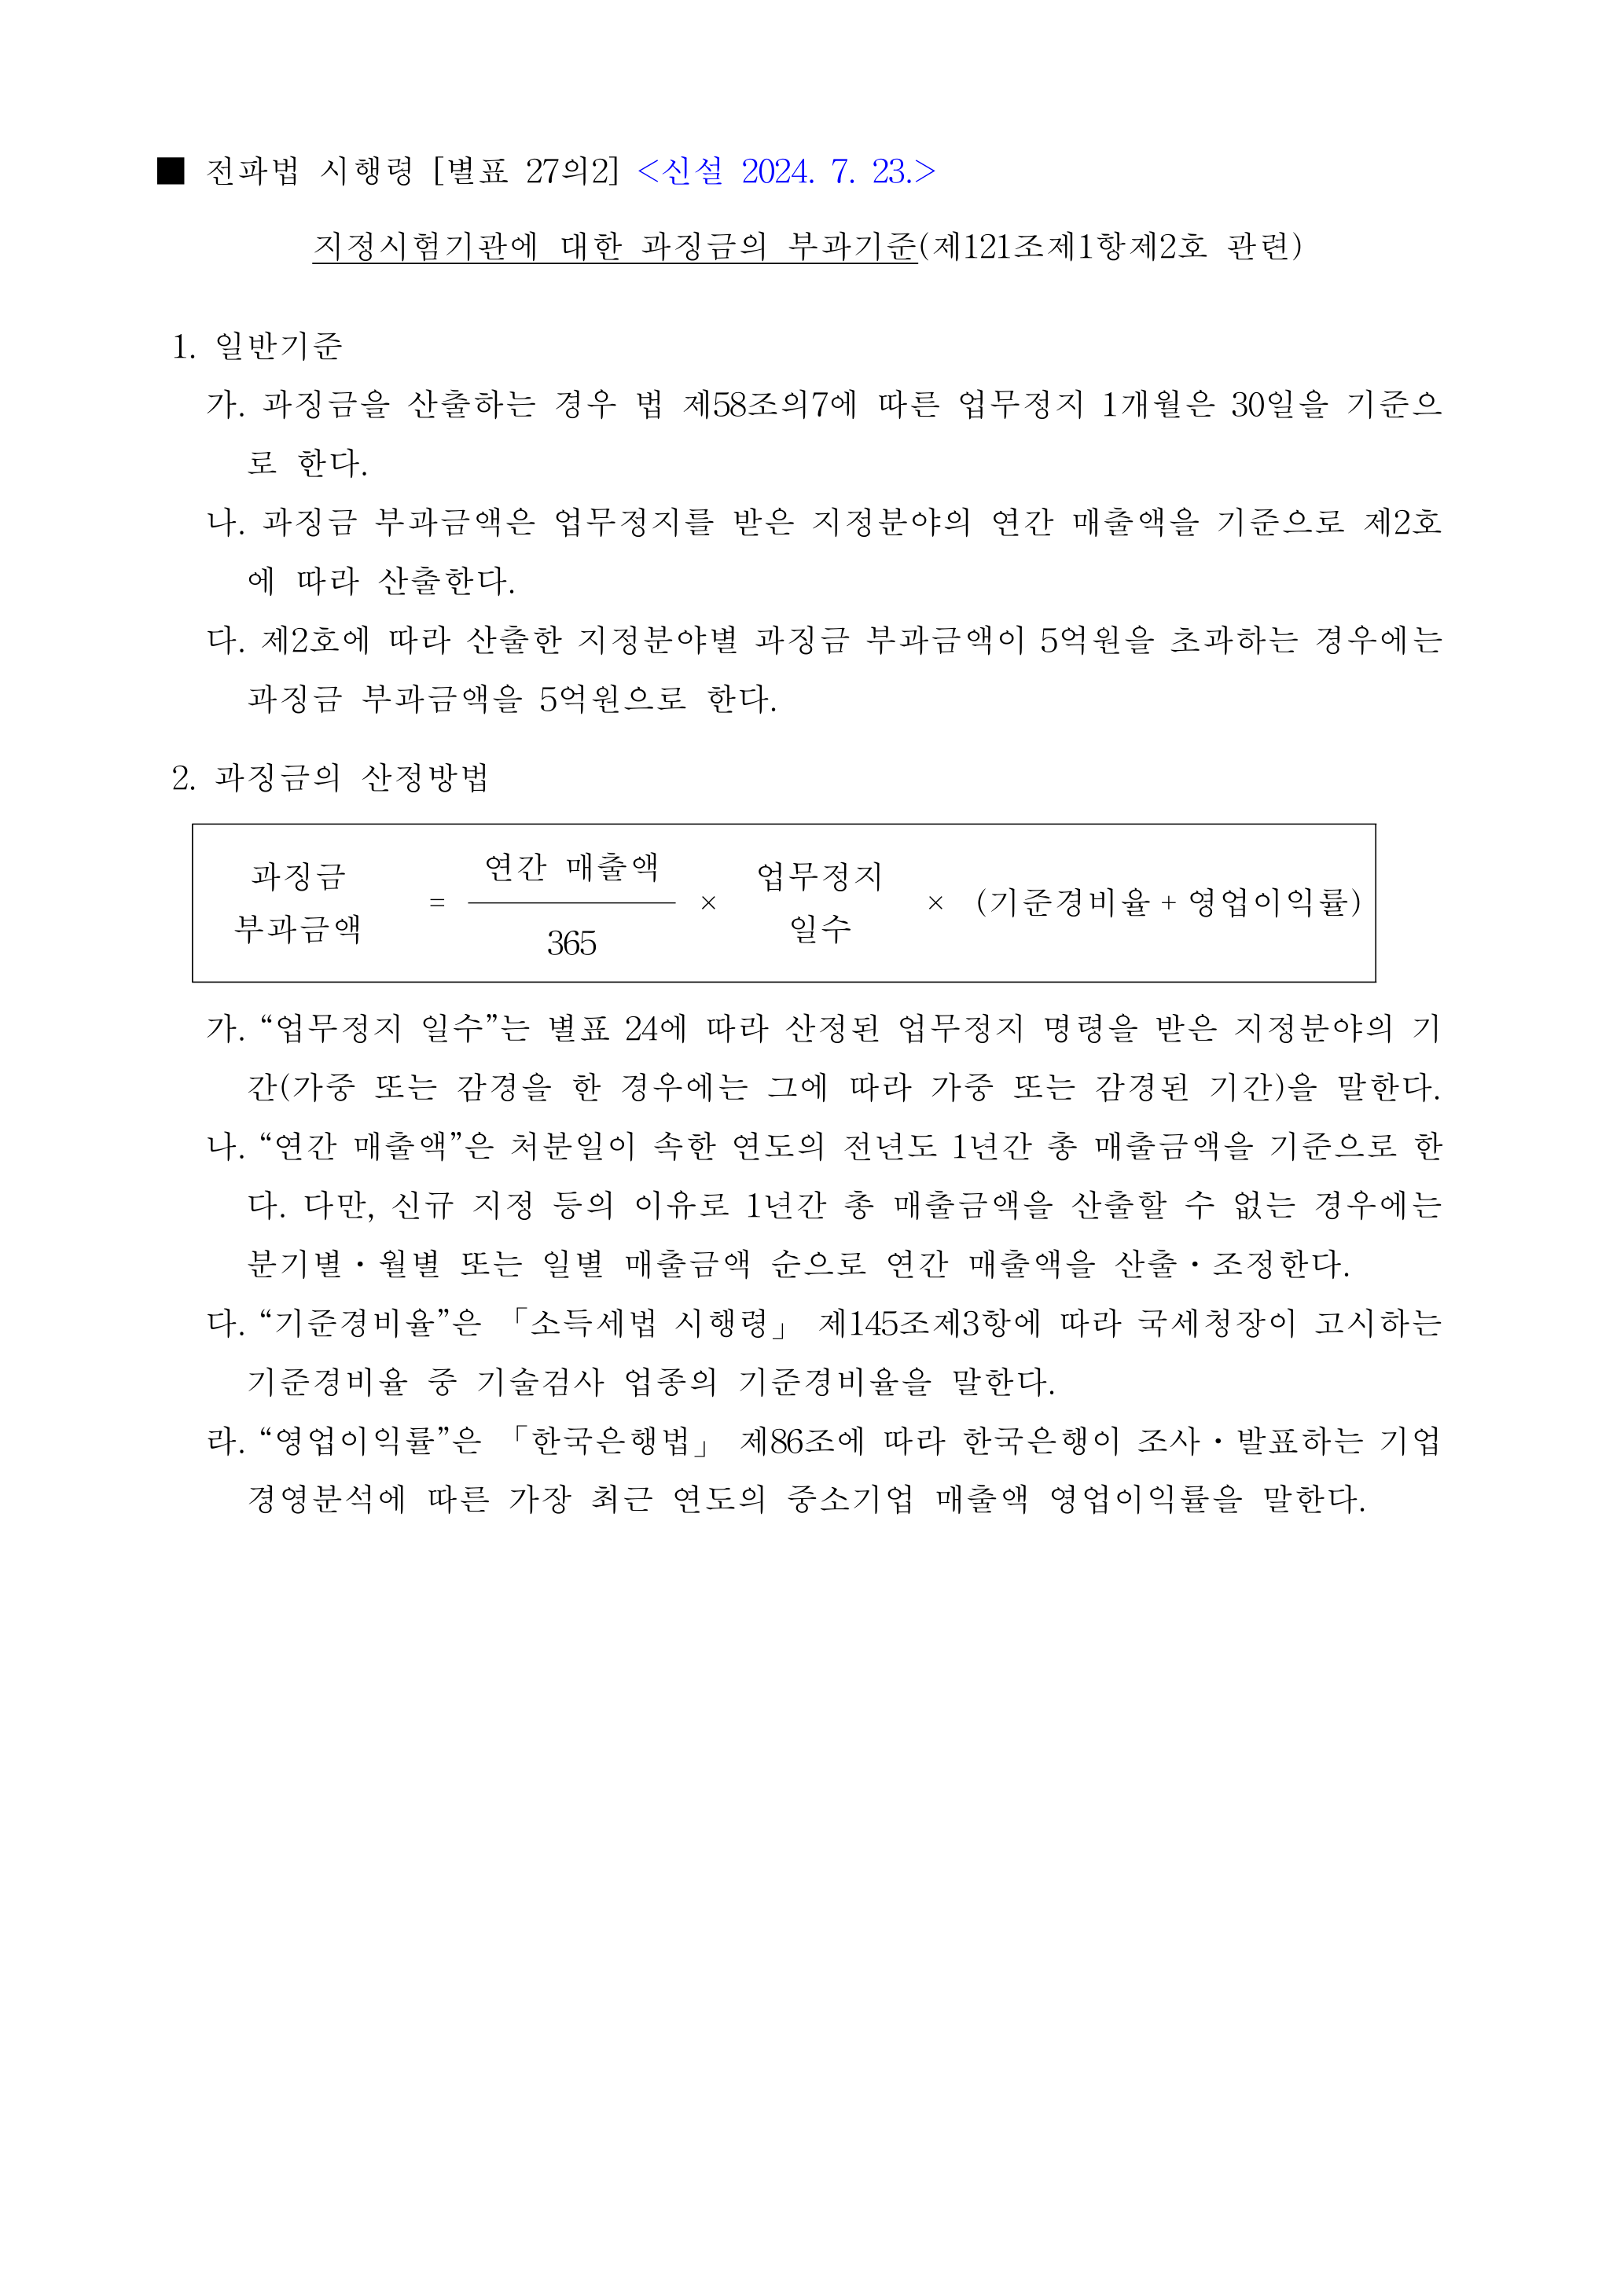 ■ 전파법 시행령 [별표 27의2] <신설 2024. 7. 23.>
지정시험기관에 대한 과징금의 부과기준(제121조제1항제2호 관련)
1. 일반기준
가. 과징금을 산출하는 경우 법 제58조의7에 따른 업무정지 1개월은 30일을 기준으
로 한다.
나. 과징금 부과금액은 업무정지를 받은 지정분야의 연간 매출액을 기준으로 제2호
에 따라 산출한다.
다. 제2호에 따라 산출한 지정분야별 과징금 부과금액이 5억원을 초과하는 경우에는
과징금 부과금액을 5억원으로 한다.
2. 과징금의 산정방법
과징금
부과금액
=
연간 매출액
365
×
업무정지
일수
× (기준경비율 + 영업이익률)
가. “업무정지 일수”는 별표 24에 따라 산정된 업무정지 명령을 받은 지정분야의 기
간(가중 또는 감경을 한 경우에는 그에 따라 가중 또는 감경된 기간)을 말한다.
나. “연간 매출액”은 처분일이 속한 연도의 전년도 1년간 총 매출금액을 기준으로 한
다. 다만, 신규 지정 등의 이유로 1년간 총 매출금액을 산출할 수 없는 경우에는
분기별・월별 또는 일별 매출금액 순으로 연간 매출액을 산출・조정한다.
다. “기준경비율”은 「소득세법 시행령」 제145조제3항에 따라 국세청장이 고시하는
기준경비율 중 기술검사 업종의 기준경비율을 말한다.
라. “영업이익률”은 「한국은행법」 제86조에 따라 한국은행이 조사・발표하는 기업
경영분석에 따른 가장 최근 연도의 중소기업 매출액 영업이익률을 말한다.